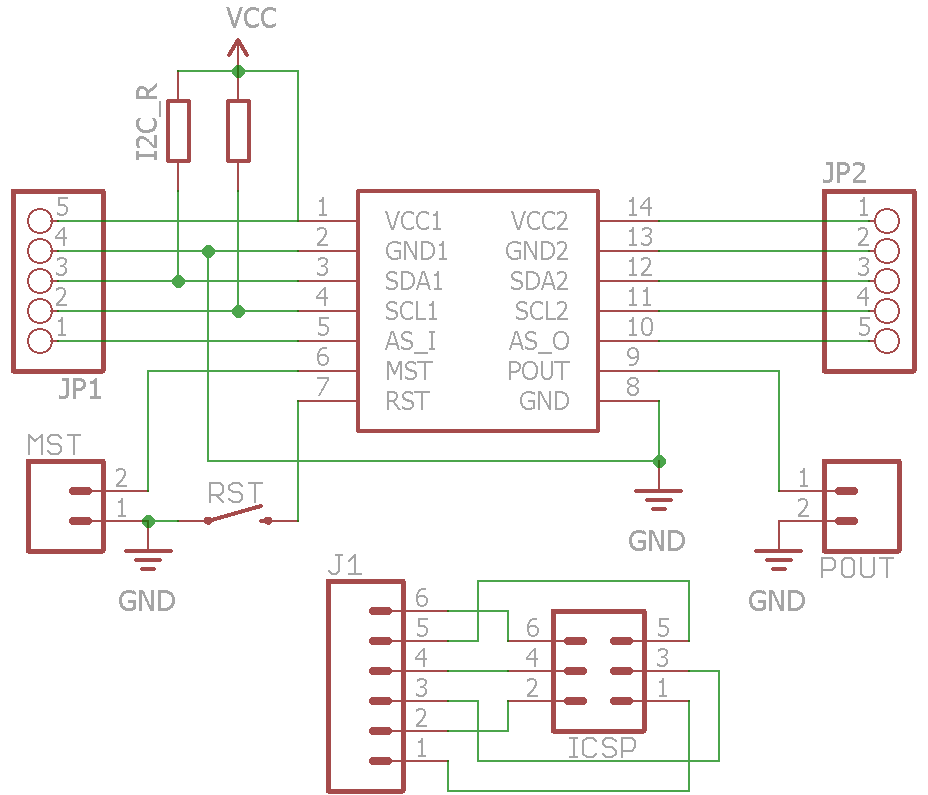 VCC
I2C_R
JP2
5
4
3
2
1
JP1
1
2
3
4
5
6
7
VCC1
GND1
SDA1
SCL1
AS_I
MST
RST
VCC2
GND2
SDA2
SCL2
AS_O
POUT
GND
14
13
12
11
10
9
8
1
2
3
4
5
MST
2
1
GND
RST
GND
1
2
POUT
GND
J1
6
5
4
3
2
1
6
4
2
5
3
1
ICSP